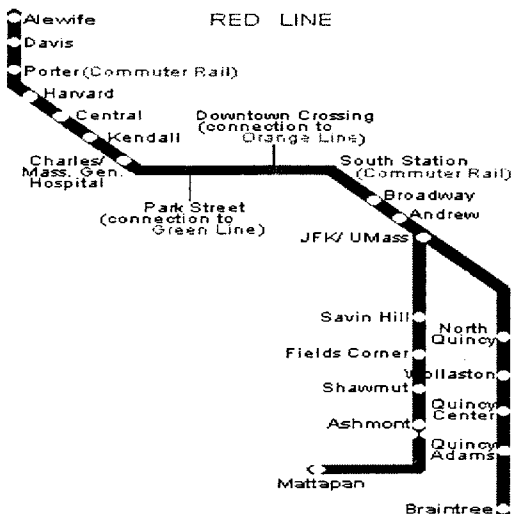 RED LINE
Alewife
Davis
Porter (Commuter Rail)
Harvard
Central
Kendall
Charles/
Mass. Gen.
Hospital
Downtown Crossing
(connection to
Orange Line)
Park Street
(connection to
Green Line)
South Station
(Commuter Rail)
Broadway
Andrew
JFK/ UMass
Savin Hill
Fields Corner
Shawmut
Ashmont
Mattapan
North
Quincy
Wollaston
Quincy
Center
Quincy
Adams
Braintree